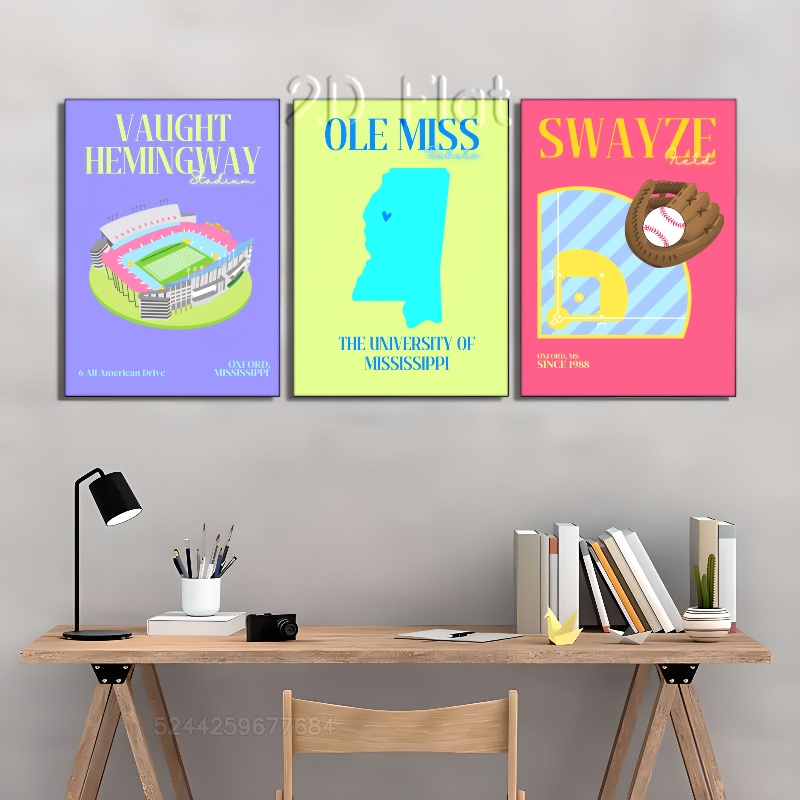 2D Flat
VAUGHT
HEMINGWAY
Stadium
6 All American Drive
OXFORD,
MISSISSIPPI
OLE MISS
THE UNIVERSITY OF
MISSISSIPPI
SWAYZE
Field
OXFORD, MS
SINCE 1988
5244259677684